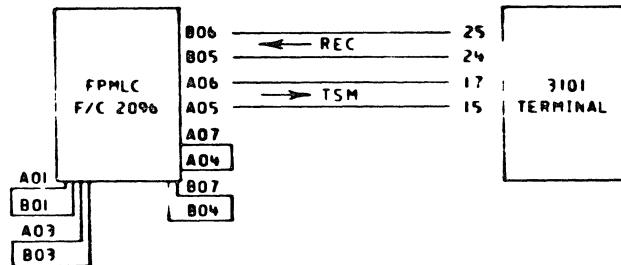 B06 REC 25
B05 24
A06 17
A05 TSM 15
FPMLC
F/C 2096
3101
TERMINAL
A07
A04
A01
B01
B07
B04
A03
B03